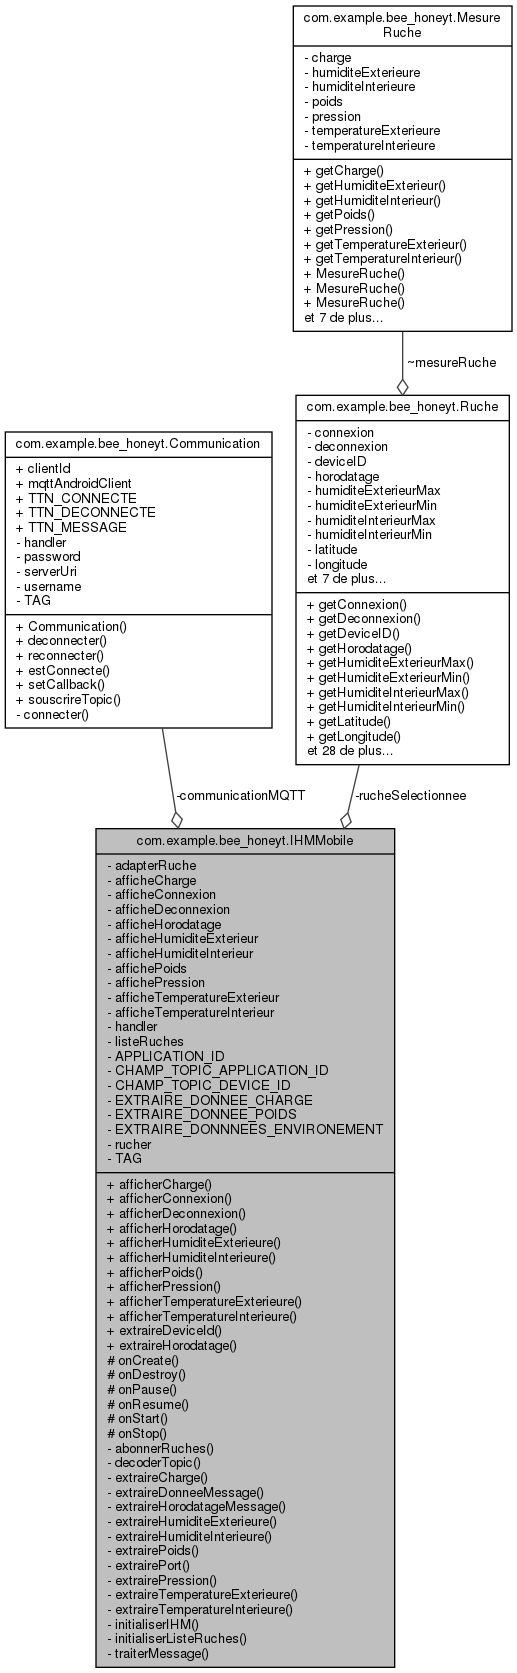 com.example.bee_honeyt.Mesure
Ruche
- charge
- humiditeExterieure
- humiditeInterieure
- poids
- pression
- temperatureExterieure
- temperatureInterieure
+ getCharge()
+ getHumiditeExterieur()
+ getHumiditeInterieur()
+ getPoids()
+ getPression()
+ getTemperatureExterieur()
+ getTemperatureInterieur()
+ MesureRuche()
+ MesureRuche()
+ MesureRuche()
et 7 de plus...
~mesureRuche
com.example.bee_honeyt.Ruche
- connexion
- deconnexion
- deviceID
- horodatage
- humiditeExterieurMax
- humiditeExterieurMin
- humiditeInterieurMax
- humiditeInterieurMin
- latitude
- longitude
et 7 de plus...
+ getConnexion()
+ getDeconnexion()
+ getDeviceID()
+ getHorodatage()
+ getHumiditeExterieurMax()
+ getHumiditeExterieurMin()
+ getHumiditeInterieurMax()
+ getHumiditeInterieurMin()
+ getLatitude()
+ getLongitude()
et 28 de plus...
com.example.bee_honeyt.Communication
+ clientId
+ mqttAndroidClient
+ TTN_CONNECTE
+ TTN_DECONNECTE
+ TTN_MESSAGE
- handler
- password
- serverUri
- username
- TAG
+ Communication()
+ deconnecter()
+ reconnecter()
+ estConnecte()
+ setCallback()
+ souscrireTopic()
- connecter()
-communicationMQTT
-rucheSelectionnee
com.example.bee_honeyt.IHMMobile
- adapterRuche
- afficheCharge
- afficheConnexion
- afficheDeconnexion
- afficheHorodatage
- afficheHumiditeExterieur
- afficheHumiditeInterieur
- affichePoids
- affichePression
- afficheTemperatureExterieur
- afficheTemperatureInterieur
- handler
- listeRuches
- APPLICATION_ID
- CHAMP_TOPIC_APPLICATION_ID
- CHAMP_TOPIC_DEVICE_ID
- EXTRAIRE_DONNEE_CHARGE
- EXTRAIRE_DONNEE_POIDS
- EXTRAIRE_DONNNEES_ENVIRONEMENT
- rucher
- TAG
+ afficherCharge()
+ afficherConnexion()
+ afficherDeconnexion()
+ afficherHorodatage()
+ afficherHumiditeExterieure()
+ afficherHumiditeInterieure()
+ afficherPoids()
+ afficherPression()
+ afficherTemperatureExterieure()
+ afficherTemperatureInterieure()
+ extraireDeviceId()
+ extraireHorodatage()
# onCreate()
# onDestroy()
# onPause()
# onResume()
# onStart()
# onStop()
- abonnerRuches()
- decoderTopic()
- extraireCharge()
- extraireDonneeMessage()
- extraireHorodatageMessage()
- extraireHumiditeExterieure()
- extraireHumiditeInterieure()
- extrairePoids()
- extrairePort()
- extrairePression()
- extraireTemperatureExterieure()
- extraireTemperatureInterieure()
- initialiserIHM()
- initialiserListeRuches()
- traiterMessage()